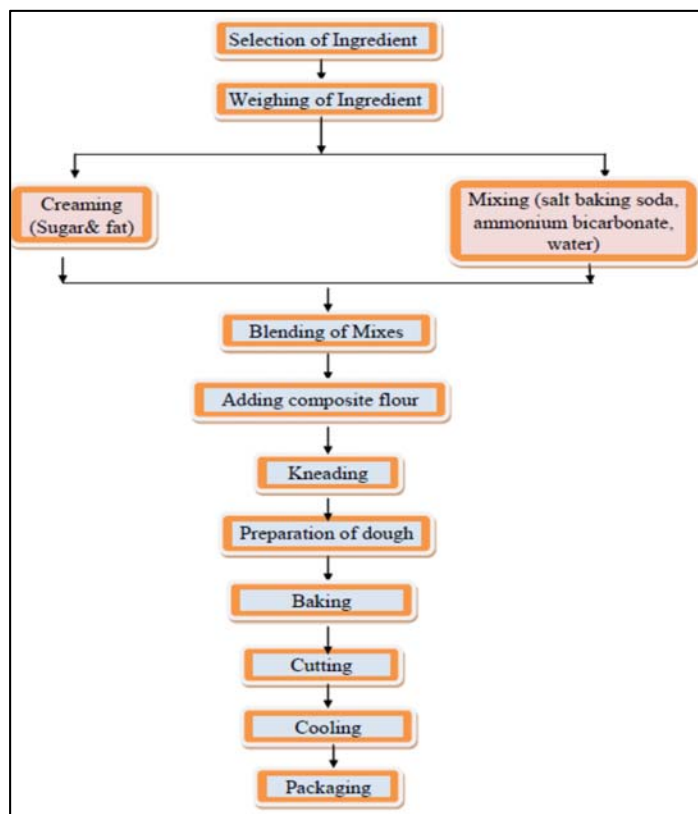 Selection of Ingredient
Weighing of Ingredient
Creaming
(Sugar& fat)
Mixing (salt baking soda,
ammonium bicarbonate,
water)
Blending of Mixes
Adding composite flour
Kneading
Preparation of dough
Baking
Cutting
Cooling
Packaging